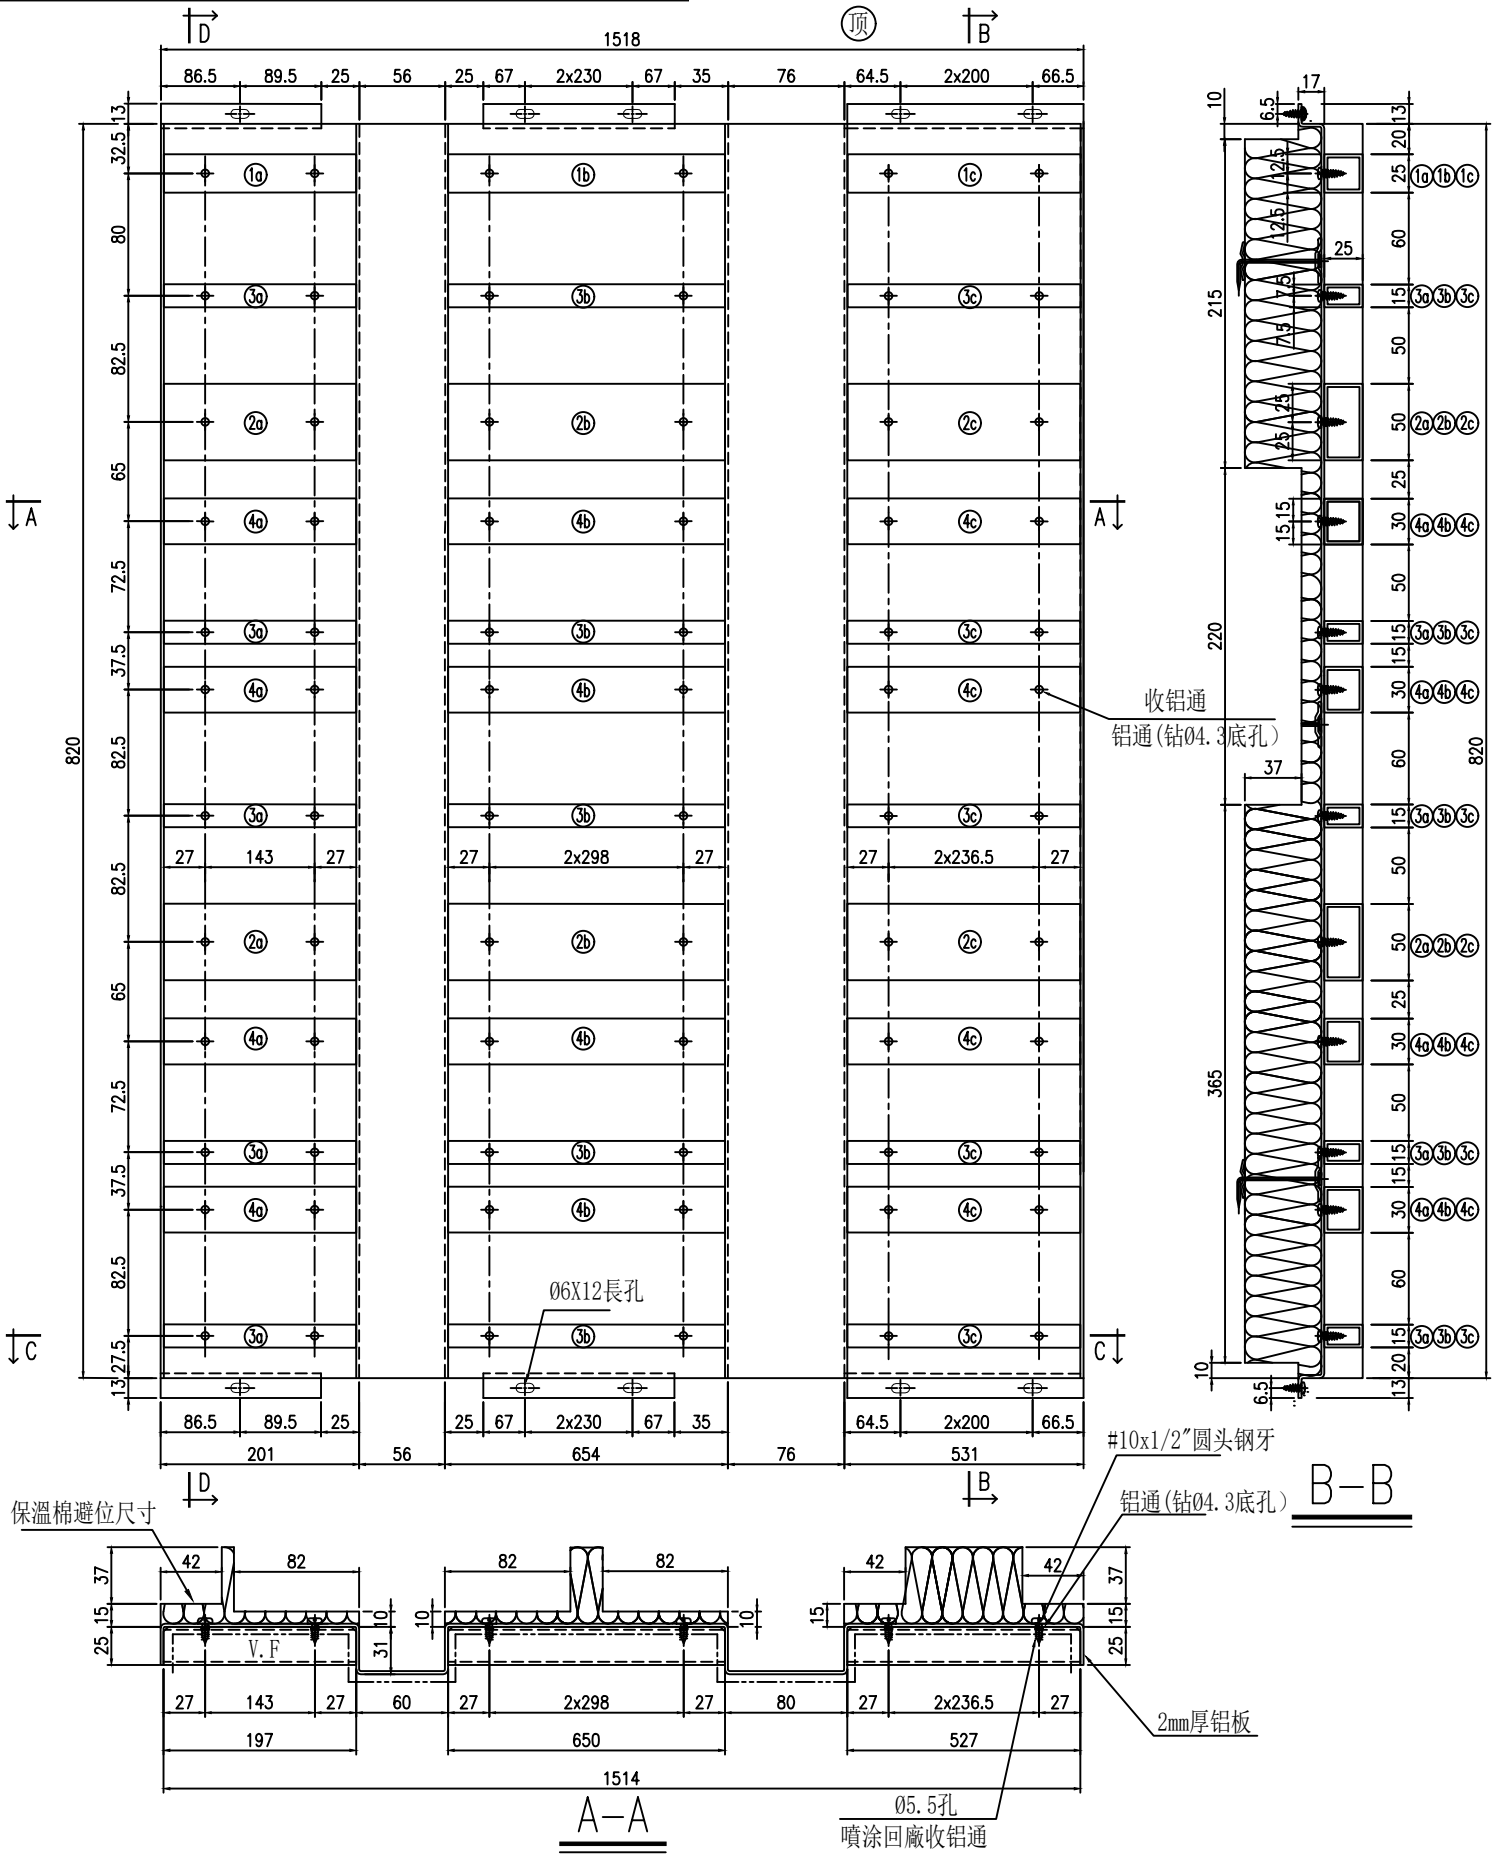 D
顶
B
1518
86.5 89.5 25 56 25 67 2x230 67 35 76 64.5 2x200 66.5
13
32.5
80
82.5
65
72.5
37.5
82.5
82.5
65
72.5
37.5
82.5
27.5
13
820
1a 1b 1c
3a 3b 3c
2a 2b 2c
A A
4a 4b 4c
3a 3b 3c
4a 4b 4c
收铝通
铝通(钻Ø4.3底孔)
3a 3b 3c
27 143 27 27 2x298 27 27 2x236.5 27
2a 2b 2c
4a 4b 4c
3a 3b 3c
4a 4b 4c
Ø6X12長孔
C C
3a 3b 3c
86.5 89.5 25 25 67 2x230 67 35 64.5 2x200 66.5
201 56 654 76 531
D
B
17
10
6.5
13
20
12.5
12.5
25 1a 1b 1c
60
25
215
7.5
7.5
15 3a 3b 3c
50
25
25
50 2a 2b 2c
25
15 15
30 4a 4b 4c
50
220
15 3a 3b 3c
15
30 4a 4b 4c
60
820
37
15 3a 3b 3c
50
50 2a 2b 2c
25
30 4a 4b 4c
365
50
15 3a 3b 3c
15
30 4a 4b 4c
60
15 3a 3b 3c
20
10
6.5
13
B-B
#10x1/2"圆头钢牙
铝通(钻Ø4.3底孔)
保溫棉避位尺寸
42 82 82 82 42 42
37
15
25
10
31
10
10
15
37
15
25
V.F
27 143 27 60 27 2x298 27 80 27 2x236.5 27
197 650 527
1514
2mm厚铝板
A-A
Ø5.5孔
噴涂回廠收铝通